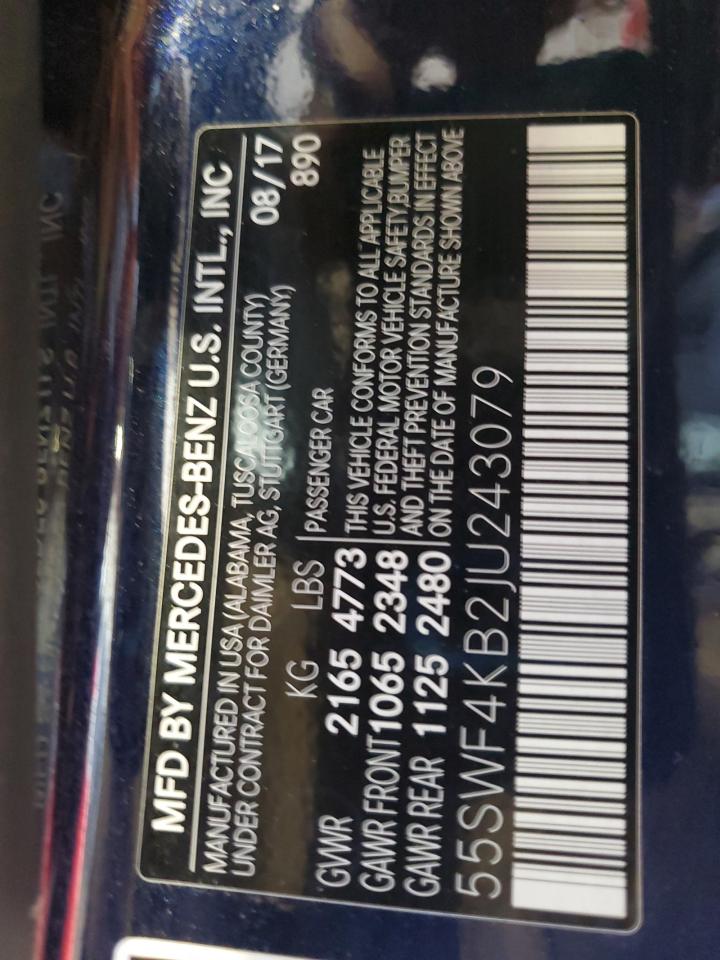 MFD BY MERCEDES-BENZ U.S. INTL., INC
MANUFACTURED IN USA (ALABAMA, TUSCALOOSA COUNTY) 08/17
UNDER CONTRACT FOR DAIMLER AG, STUTTGART (GERMANY) 890
KG LBS PASSENGER CAR
GVWR 2165 4773 THIS VEHICLE CONFORMS TO ALL APPLICABLE
GAWR FRONT 1065 2348 U.S. FEDERAL MOTOR VEHICLE SAFETY, BUMPER
GAWR REAR 1125 2480 AND THEFT PREVENTION STANDARDS IN EFFECT
ON THE DATE OF MANUFACTURE SHOWN ABOVE
55SWF4KB2JU243079